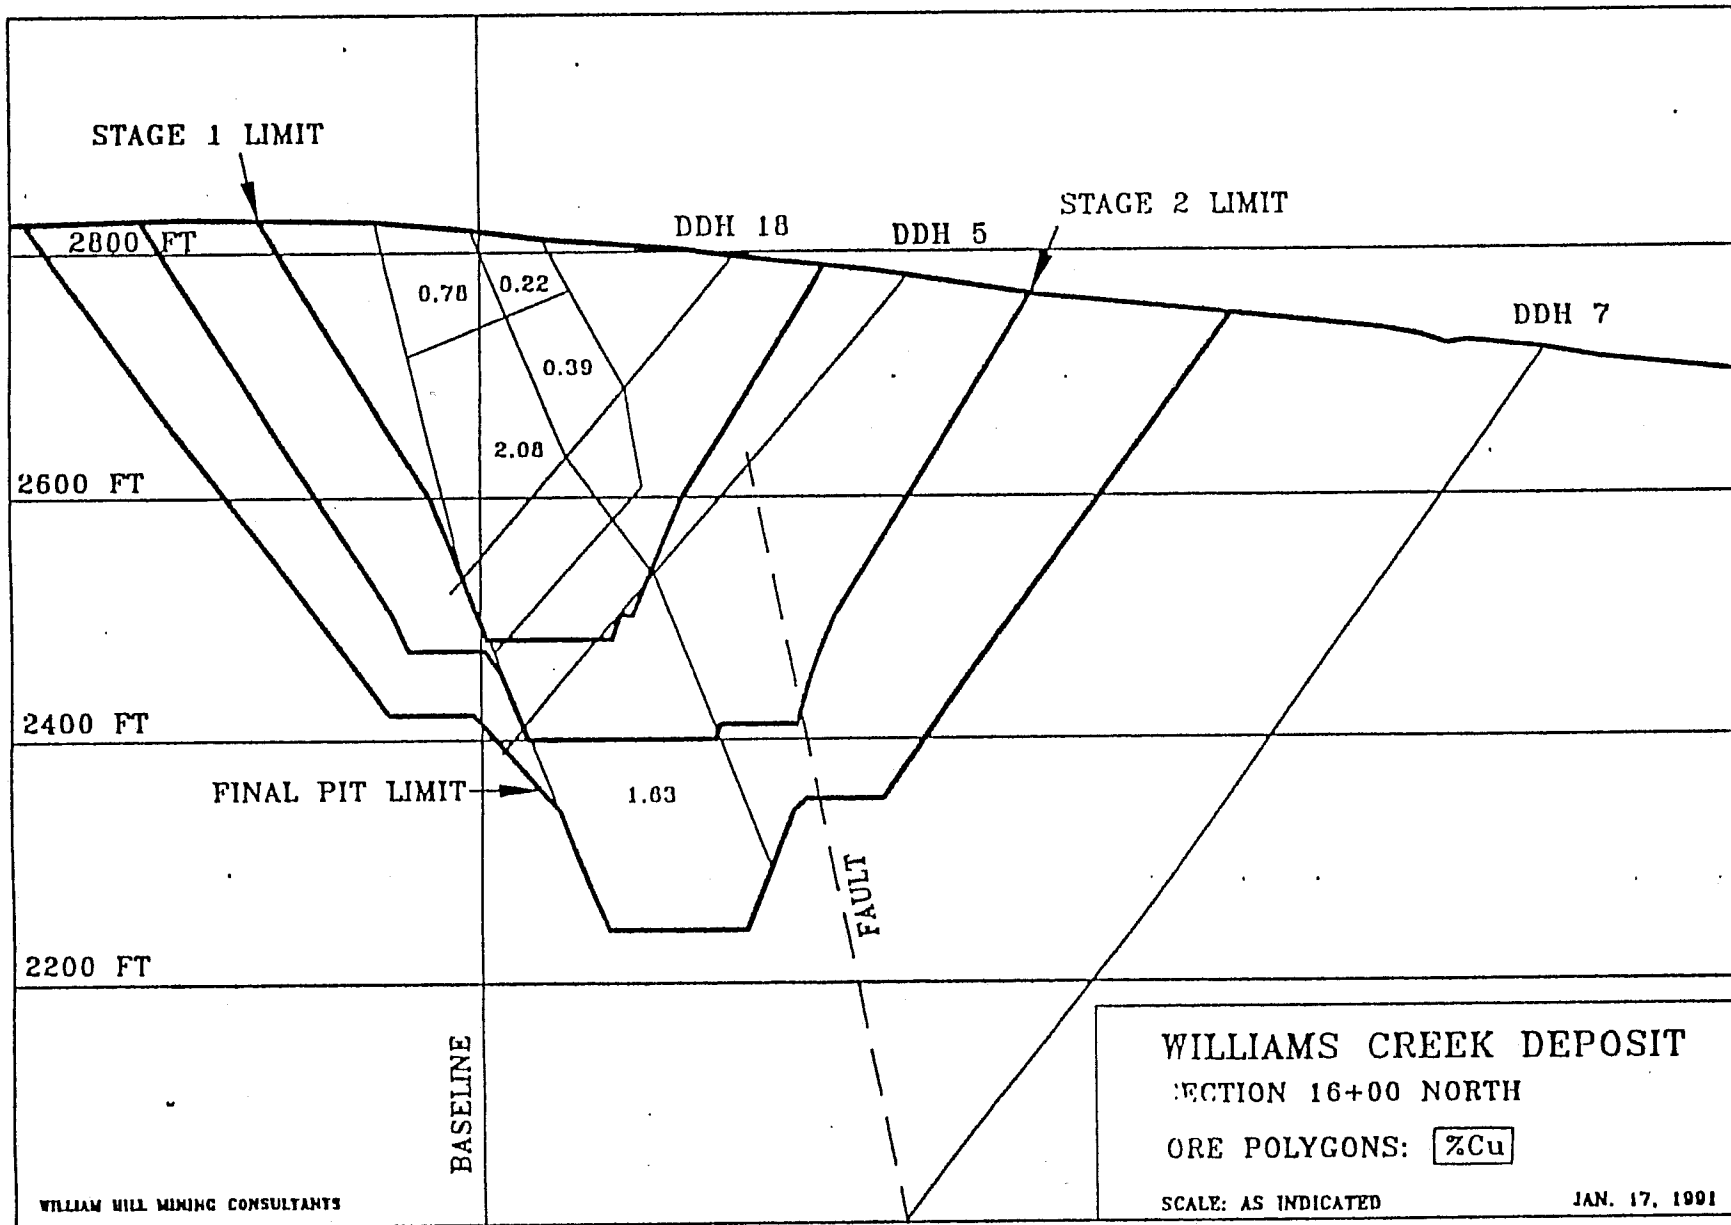 STAGE 1 LIMIT
STAGE 2 LIMIT
DDH 18
DDH 5
2800 FT
0.78
0.22
DDH 7
0.39
2.08
2600 FT
2400 FT
FINAL PIT LIMIT
1.63
FAULT
2200 FT
BASELINE
WILLIAMS CREEK DEPOSIT
SECTION 16+00 NORTH
ORE POLYGONS: %Cu
SCALE: AS INDICATED JAN. 17, 1991
WILLIAM HILL MINING CONSULTANTS